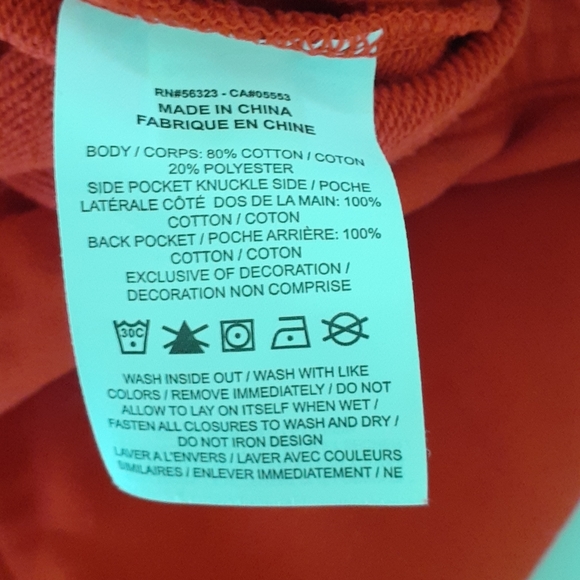 RN#56323 - CA#05553
MADE IN CHINA
FABRIQUE EN CHINE
BODY / CORPS: 80% COTTON / COTON
20% POLYESTER
SIDE POCKET KNUCKLE SIDE / POCHE
LATÉRALE CÔTÉ DOS DE LA MAIN: 100%
COTTON / COTON
BACK POCKET / POCHE ARRIÈRE: 100%
COTTON / COTON
EXCLUSIVE OF DECORATION /
DECORATION NON COMPRISE
30C
WASH INSIDE OUT / WASH WITH LIKE
COLORS / REMOVE IMMEDIATELY / DO NOT
ALLOW TO LAY ON ITSELF WHEN WET /
FASTEN ALL CLOSURES TO WASH AND DRY /
DO NOT IRON DESIGN
LAVER A L'ENVERS / LAVER AVEC COULEURS
SIMILAIRES / ENLEVER IMMEDIATEMENT / NE